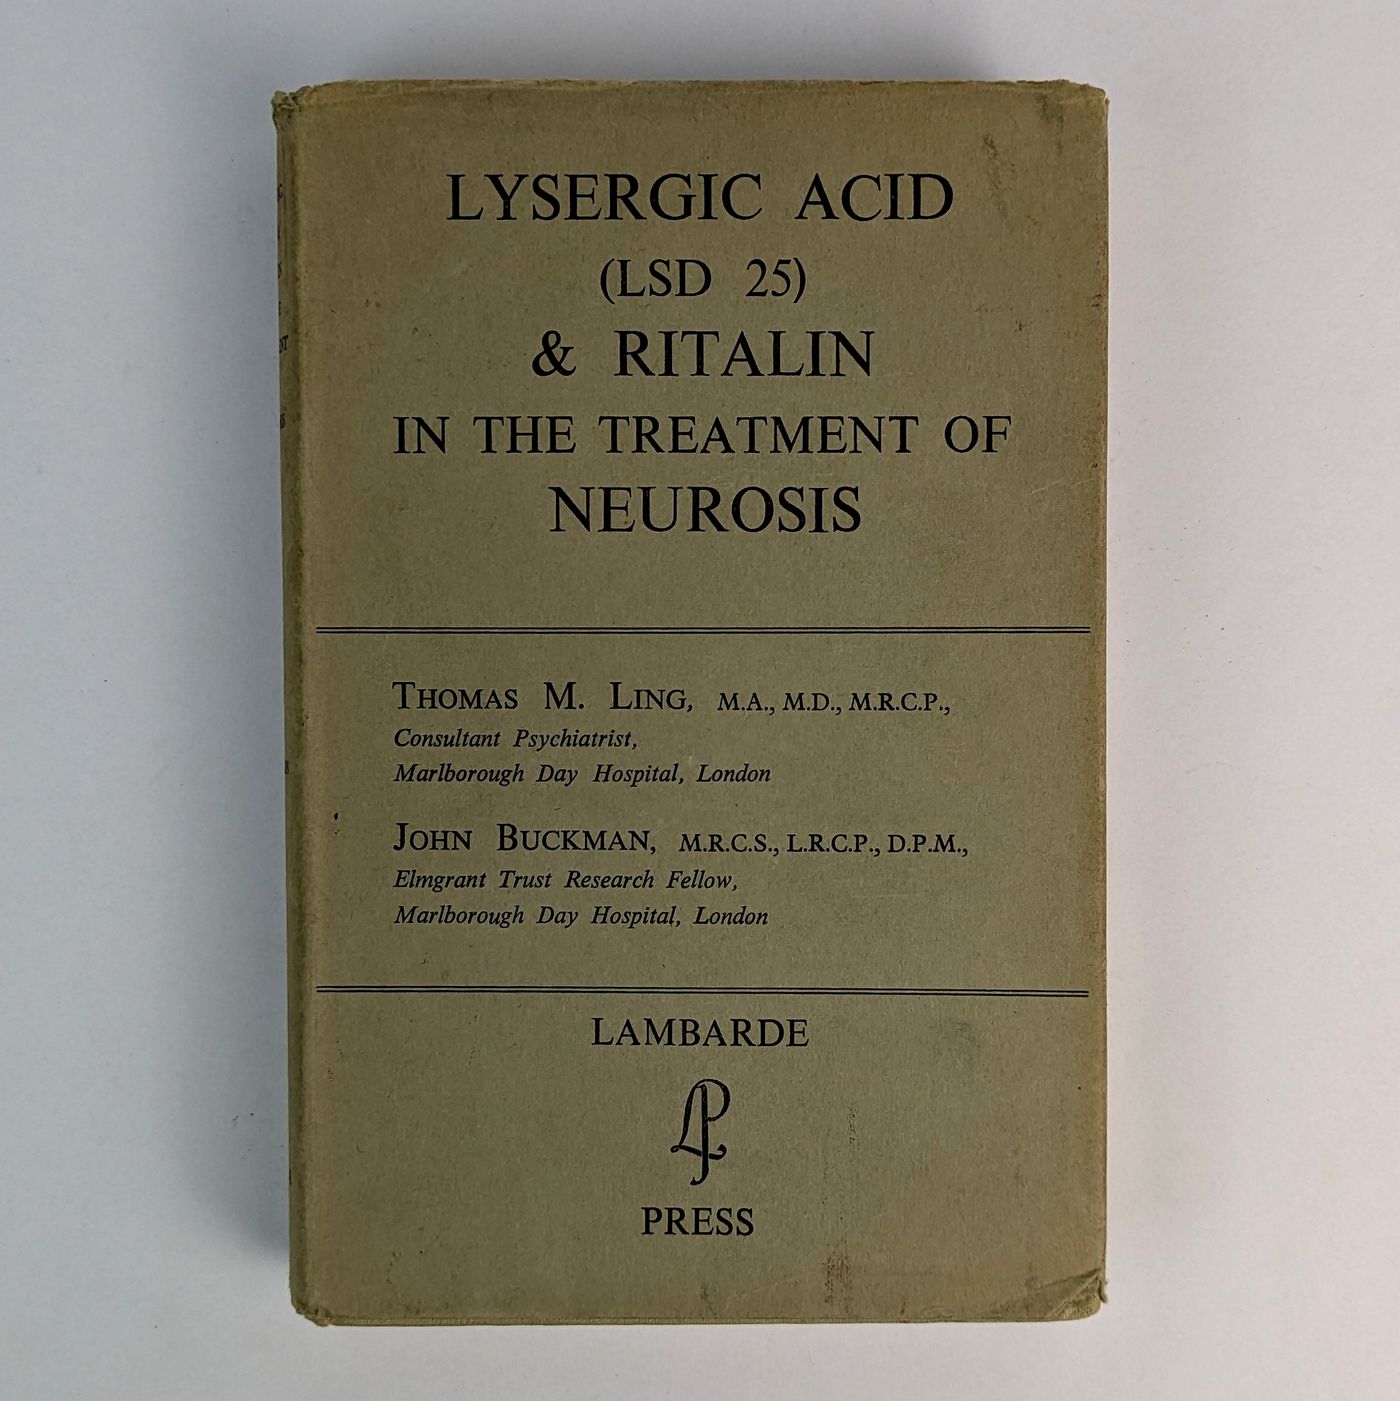 LYSERGIC ACID
(LSD 25)
& RITALIN
IN THE TREATMENT OF
NEUROSIS
THOMAS M. LING, M.A., M.D., M.R.C.P.,
Consultant Psychiatrist,
Marlborough Day Hospital, London
JOHN BUCKMAN, M.R.C.S., L.R.C.P., D.P.M.,
Elmgrant Trust Research Fellow,
Marlborough Day Hospital, London
LAMBARDE
LP
PRESS